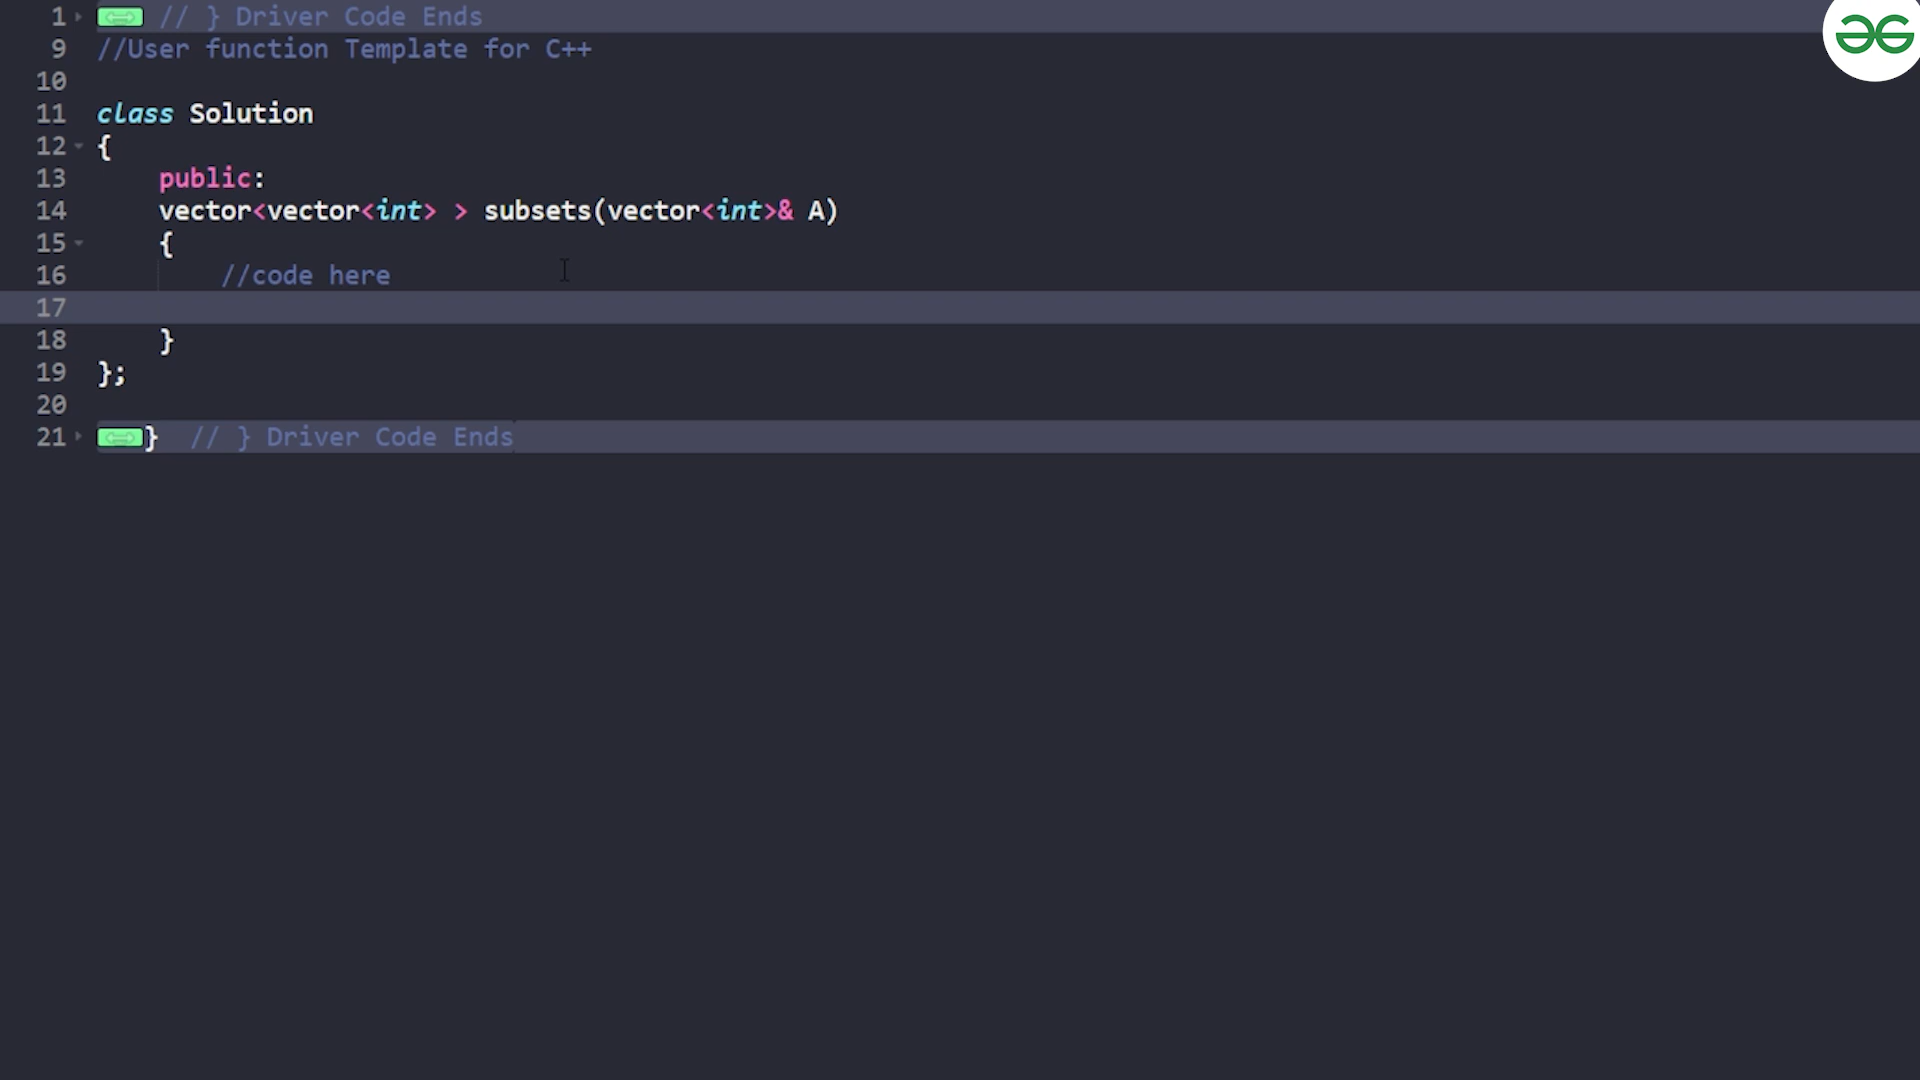 1 // } Driver Code Ends
9 //User function Template for C++
10
11 class Solution
12 {
13 public:
14 vector<vector<int> > subsets(vector<int>& A)
15 {
16 //code here
17
18 }
19 };
20
21 } // } Driver Code Ends